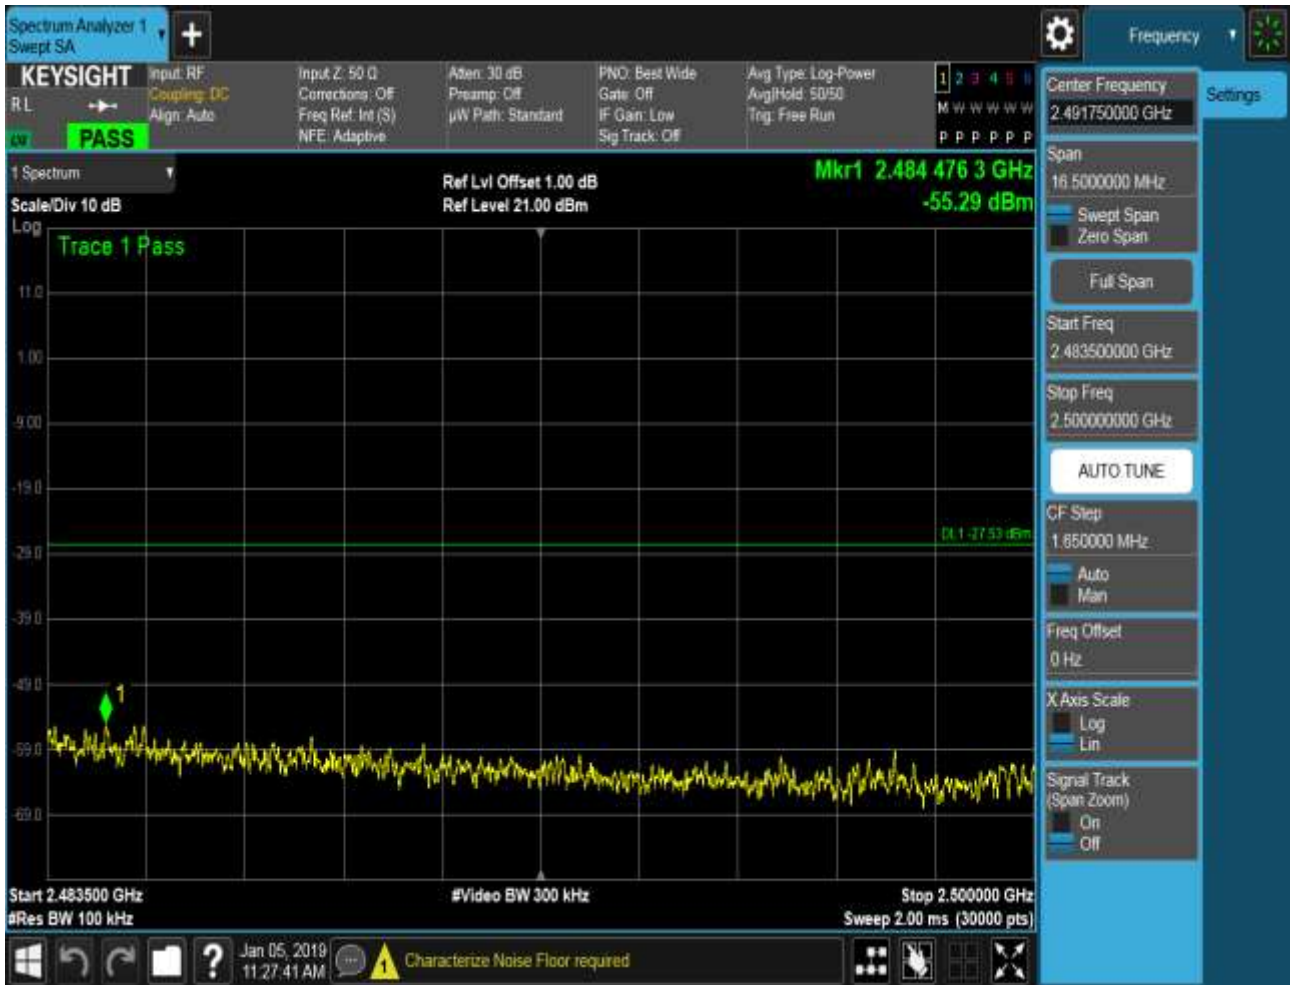 Spectrum Analyzer 1
Swept SA
+
Frequency
KEYSIGHT
R L
PASS
Input: RF
Coupling: DC
Align: Auto
Input Z: 50 Ω
Corrections: Off
Freq Ref: Int (S)
NFE: Adaptive
Atten: 30 dB
Preamp: Off
µW Path: Standard
PNO: Best Wide
Gate: Off
IF Gain: Low
Sig Track: Off
Avg Type: Log-Power
Avg|Hold: 50/50
Trig: Free Run
1 2 3 4 5 6
M W W W W W
P P P P P P
1 Spectrum
Scale/Div 10 dB
Ref Lvl Offset 1.00 dB
Ref Level 21.00 dBm
Mkr1 2.484 476 3 GHz
-55.29 dBm
Log
Trace 1 Pass
11.0
1.00
-9.00
-19.0
DL1 -27.53 dBm
-29.0
-39.0
-49.0
1
-59.0
-69.0
Start 2.483500 GHz
#Res BW 100 kHz
#Video BW 300 kHz
Stop 2.500000 GHz
Sweep 2.00 ms (30000 pts)
Center Frequency
2.491750000 GHz
Settings
Span
16.5000000 MHz
Swept Span
Zero Span
Full Span
Start Freq
2.483500000 GHz
Stop Freq
2.500000000 GHz
AUTO TUNE
CF Step
1.650000 MHz
Auto
Man
Freq Offset
0 Hz
X Axis Scale
Log
Lin
Signal Track
(Span Zoom)
On
Off
?
Jan 05, 2019
11:27:41 AM
1
Characterize Noise Floor required